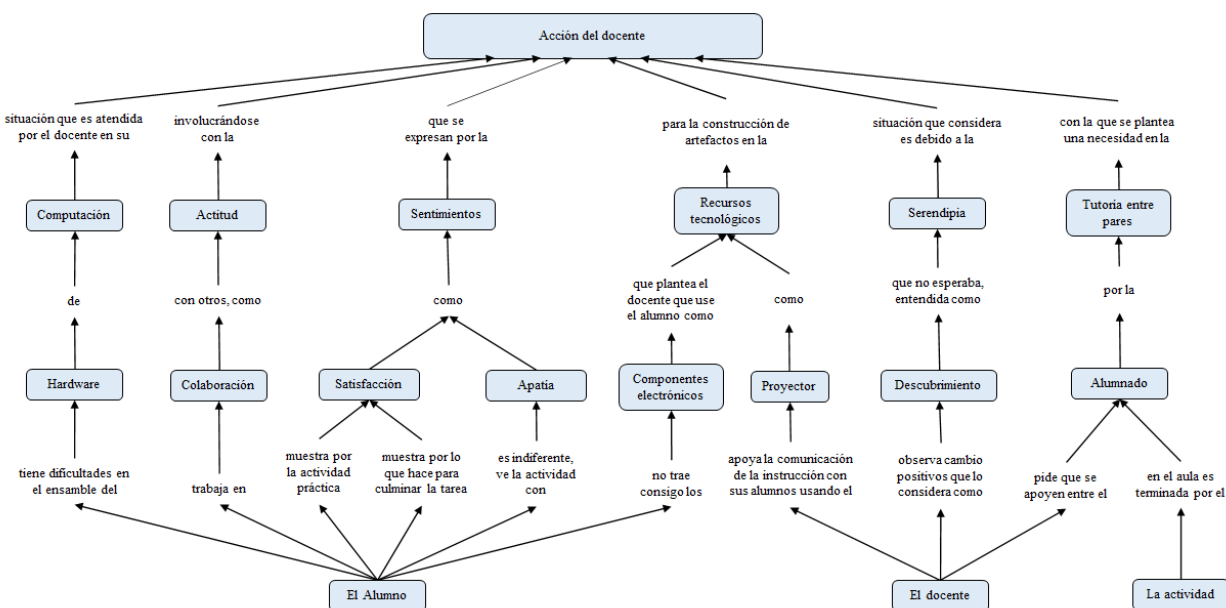 Acción del docente
situación que es atendida
por el docente en su
involucrándose
con la
que se
expresan por la
para la construcción de
artefactos en la
situación que considera
es debido a la
con la que se plantea
una necesidad en la
Computación
Actitud
Sentimientos
Recursos
tecnológicos
Serendipia
Tutoria entre
pares
de
con otros, como
como
que plantea el
docente que use
el alumno como
como
que no esperaba,
entendida como
por la
Hardware
Colaboración
Satisfacción
Apatía
Componentes
electrónicos
Proyector
Descubrimiento
Alumnado
tiene dificultades en
el ensamble del
trabaja en
muestra por
la actividad
práctica
muestra por lo
que hace para
culminar la tarea
es indiferente,
ve la actividad
con
no trae
consigo los
apoya la comunicación
de la instrucción con
sus alumnos usando el
observa cambio
positivos que lo
considera como
pide que se
apoyen entre el
en el aula es
terminada por el
El Alumno
El docente
La actividad